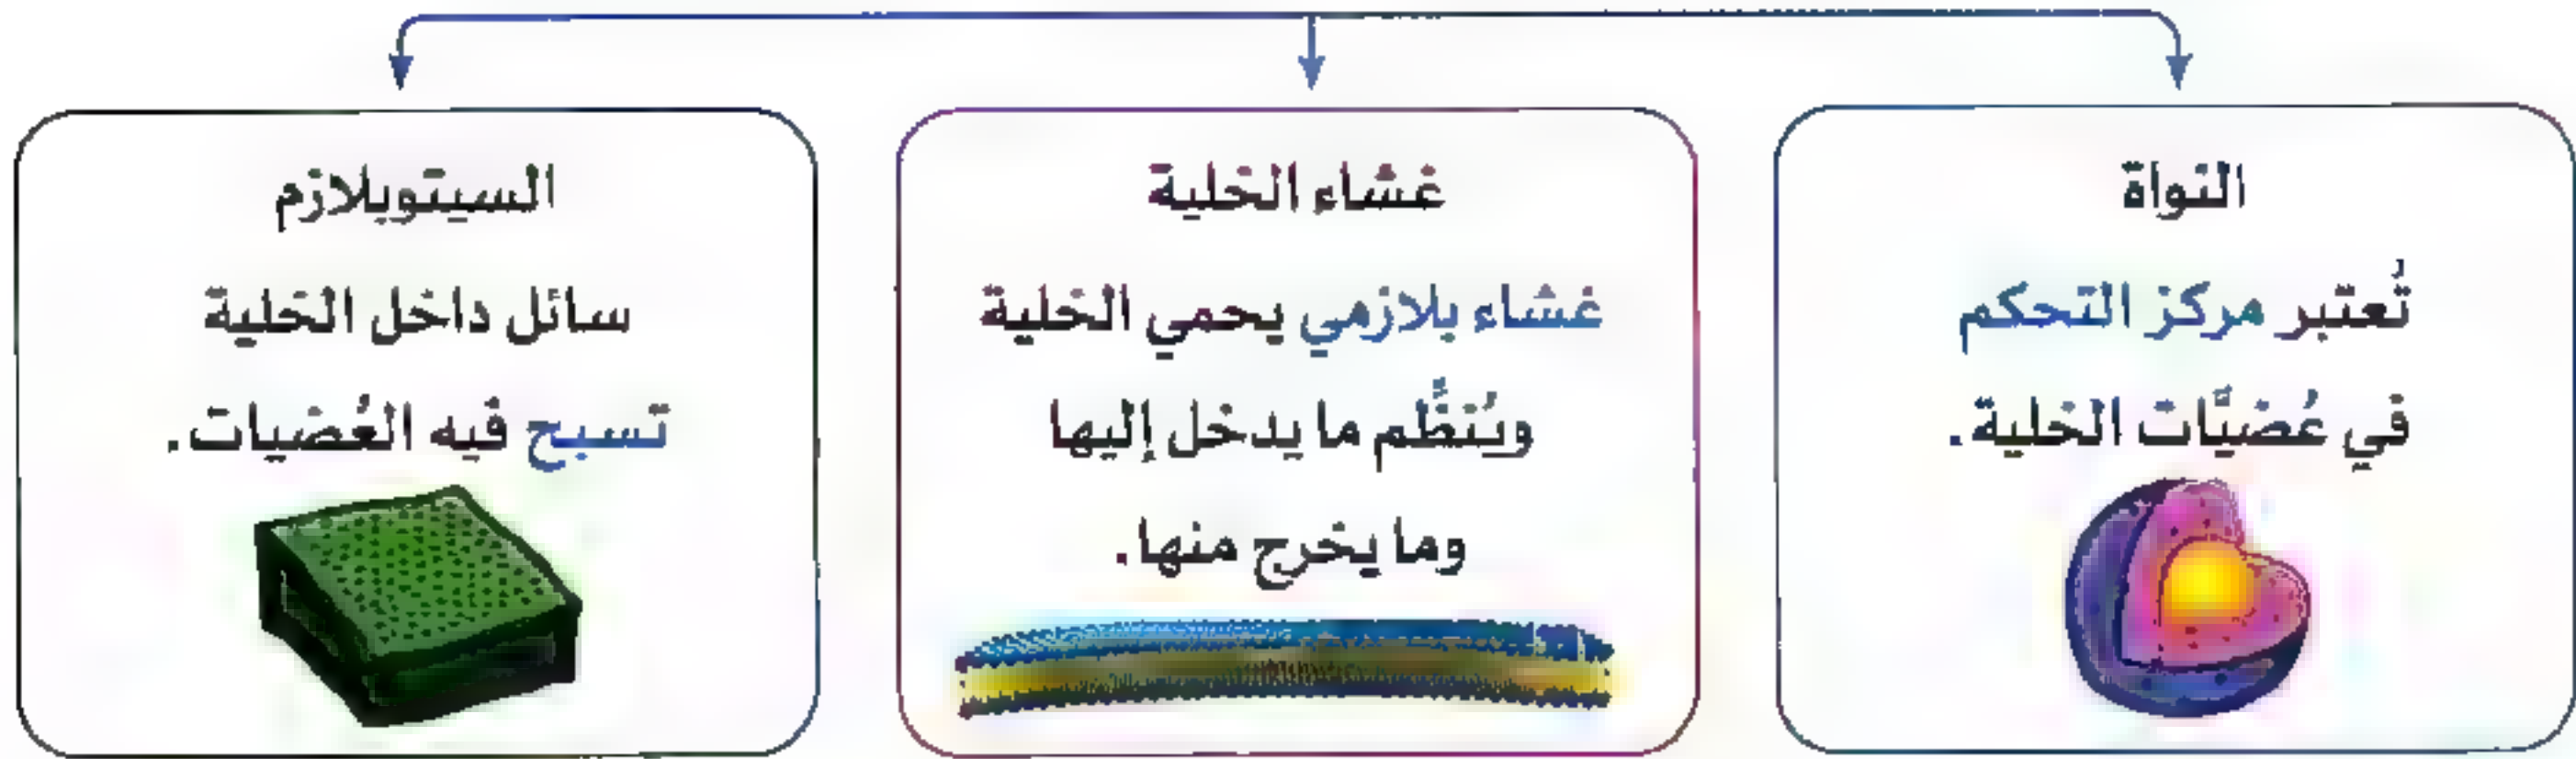 النواة
تُعتبر مركز التحكم
في عُضيَّات الخلية.
غشاء الخلية
غشاء بلازمي يحمي الخلية
ويُنظِّم ما يدخل إليها
وما يخرج منها.
السيتوبلازم
سائل داخل الخلية
تسبح فيه العُضيات.